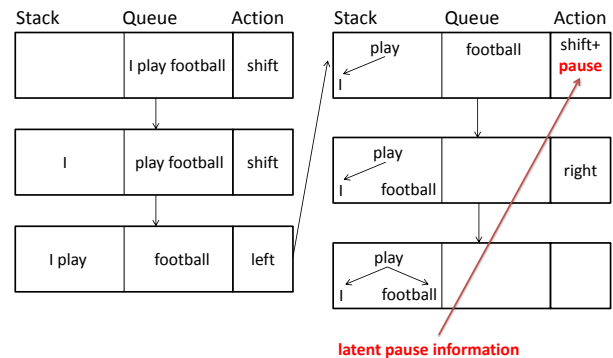 Stack Queue Action
I play football shift
I play football shift
I play football left
Stack Queue Action
play football shift+
I pause
play
I football right
play
I football
latent pause information